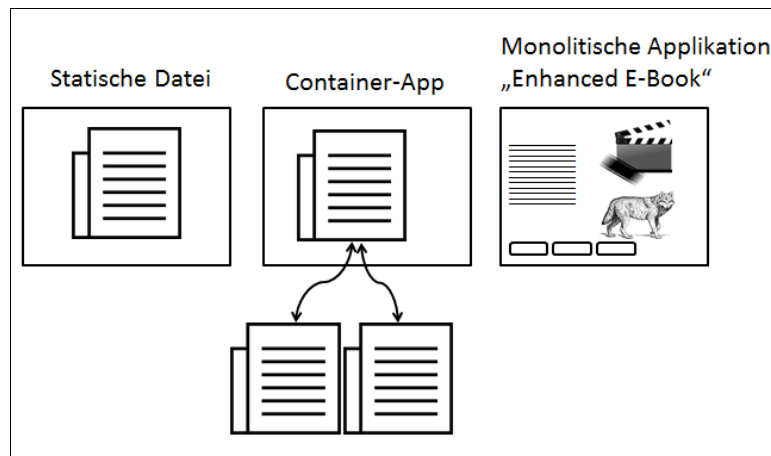 Statische Datei
Container-App
Monolitische Applikation
„Enhanced E-Book“